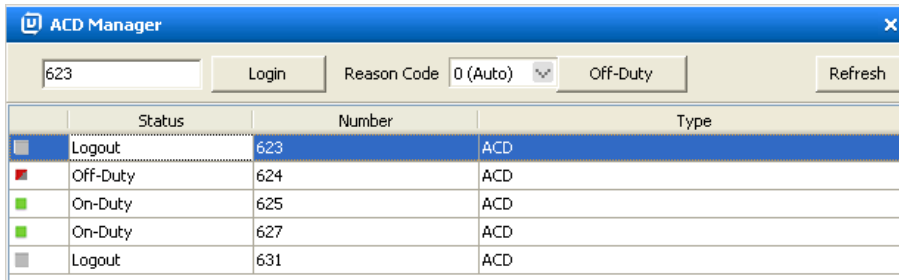 ACD Manager
623 Login Reason Code 0 (Auto) Off-Duty Refresh
Status Number Type
Logout 623 ACD
Off-Duty 624 ACD
On-Duty 625 ACD
On-Duty 627 ACD
Logout 631 ACD